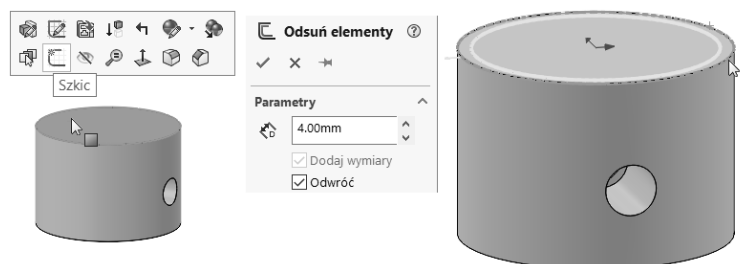 Szkic
Odsuń elementy
Parametry
4.00mm
Dodaj wymiary
Odwróć